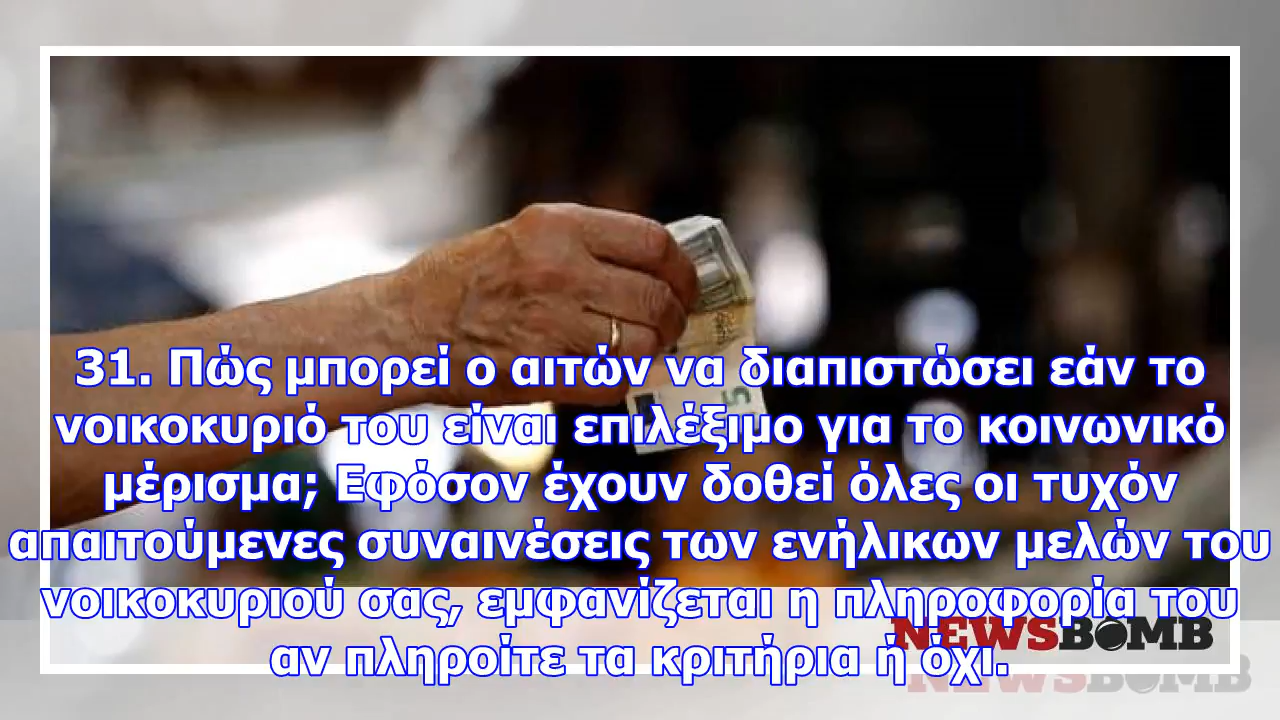 31. Πώς μπορεί ο αιτών να διαπιστώσει εάν το
νοικοκυριό του είναι επιλέξιμο για το κοινωνικό
μέρισμα; Εφόσον έχουν δοθεί όλες οι τυχόν
απαιτούμενες συναινέσεις των ενήλικων μελών του
νοικοκυριού σας, εμφανίζεται η πληροφορία του
αν πληροίτε τα κριτήρια ή όχι.
NEWSBOMB
NEWSBOMB
5